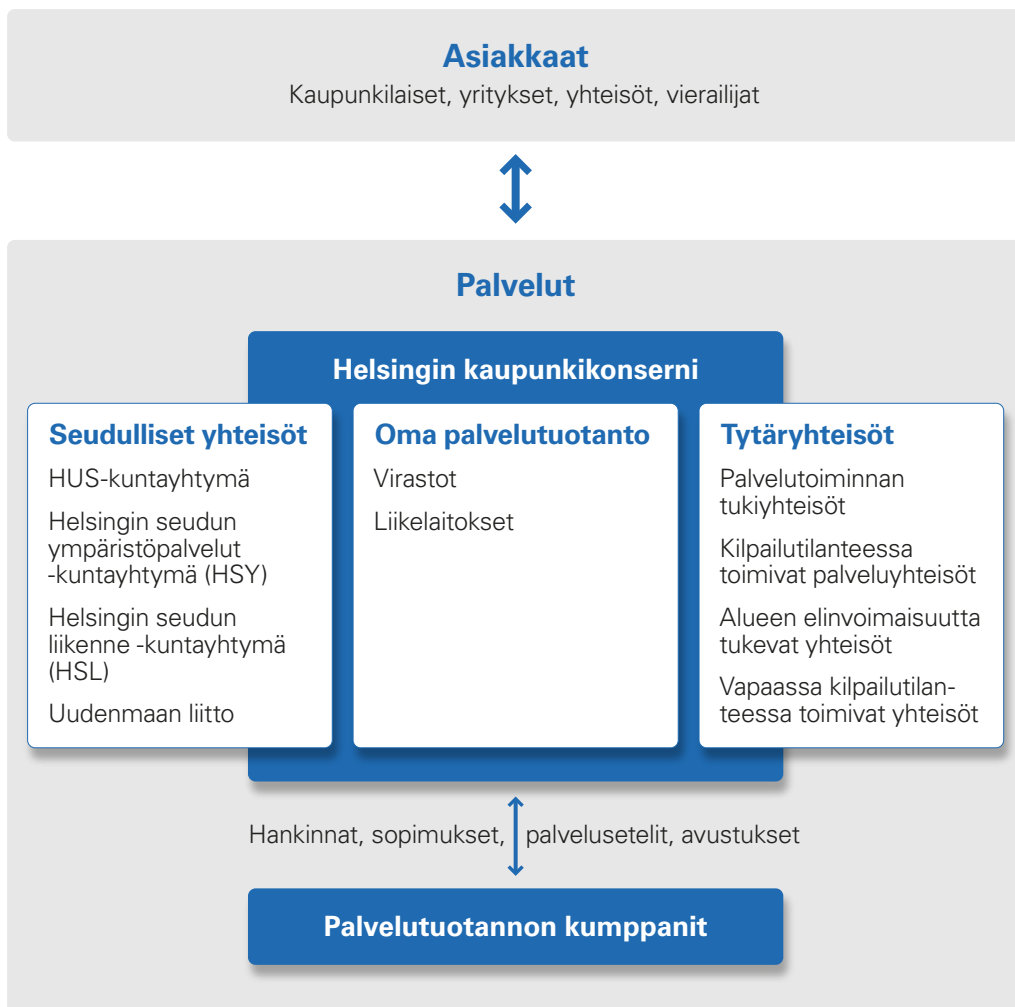 Asiakkaat
Kaupunkilaiset, yritykset, yhteisöt, vierailijat
Palvelut
Helsingin kaupunkikonserni
Seudulliset yhteisöt
HUS-kuntayhtymä
Helsingin seudun
ympäristöpalvelut
-kuntayhtymä (HSY)
Helsingin seudun
liikenne -kuntayhtymä
(HSL)
Uudenmaan liitto
Oma palvelutuotanto
Virastot
Liikelaitokset
Tytäryhteisöt
Palvelutoiminnan
tukiyhteisöt
Kilpailutilanteessa
toimivat palveluyhteisöt
Alueen elinvoimaisuutta
tukevat yhteisöt
Vapaassa kilpailutilan-
teessa toimivat yhteisöt
Hankinnat, sopimukset, palvelusetelit, avustukset
Palvelutuotannon kumppanit